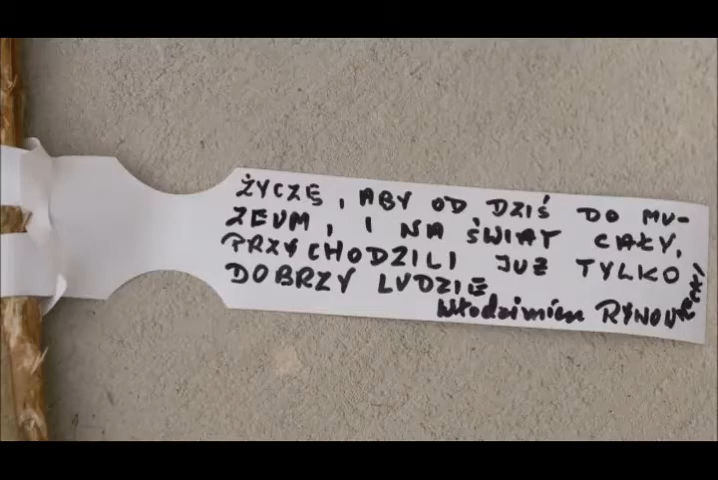 ŻYCZĘ, ABY OD DZIŚ DO MU-
ZEUM, I NA ŚWIAT CAŁY,
PRZYCHODZILI JUŻ TYLKO
DOBRZY LUDZIE
Włodzimierz RYNOWIECKI